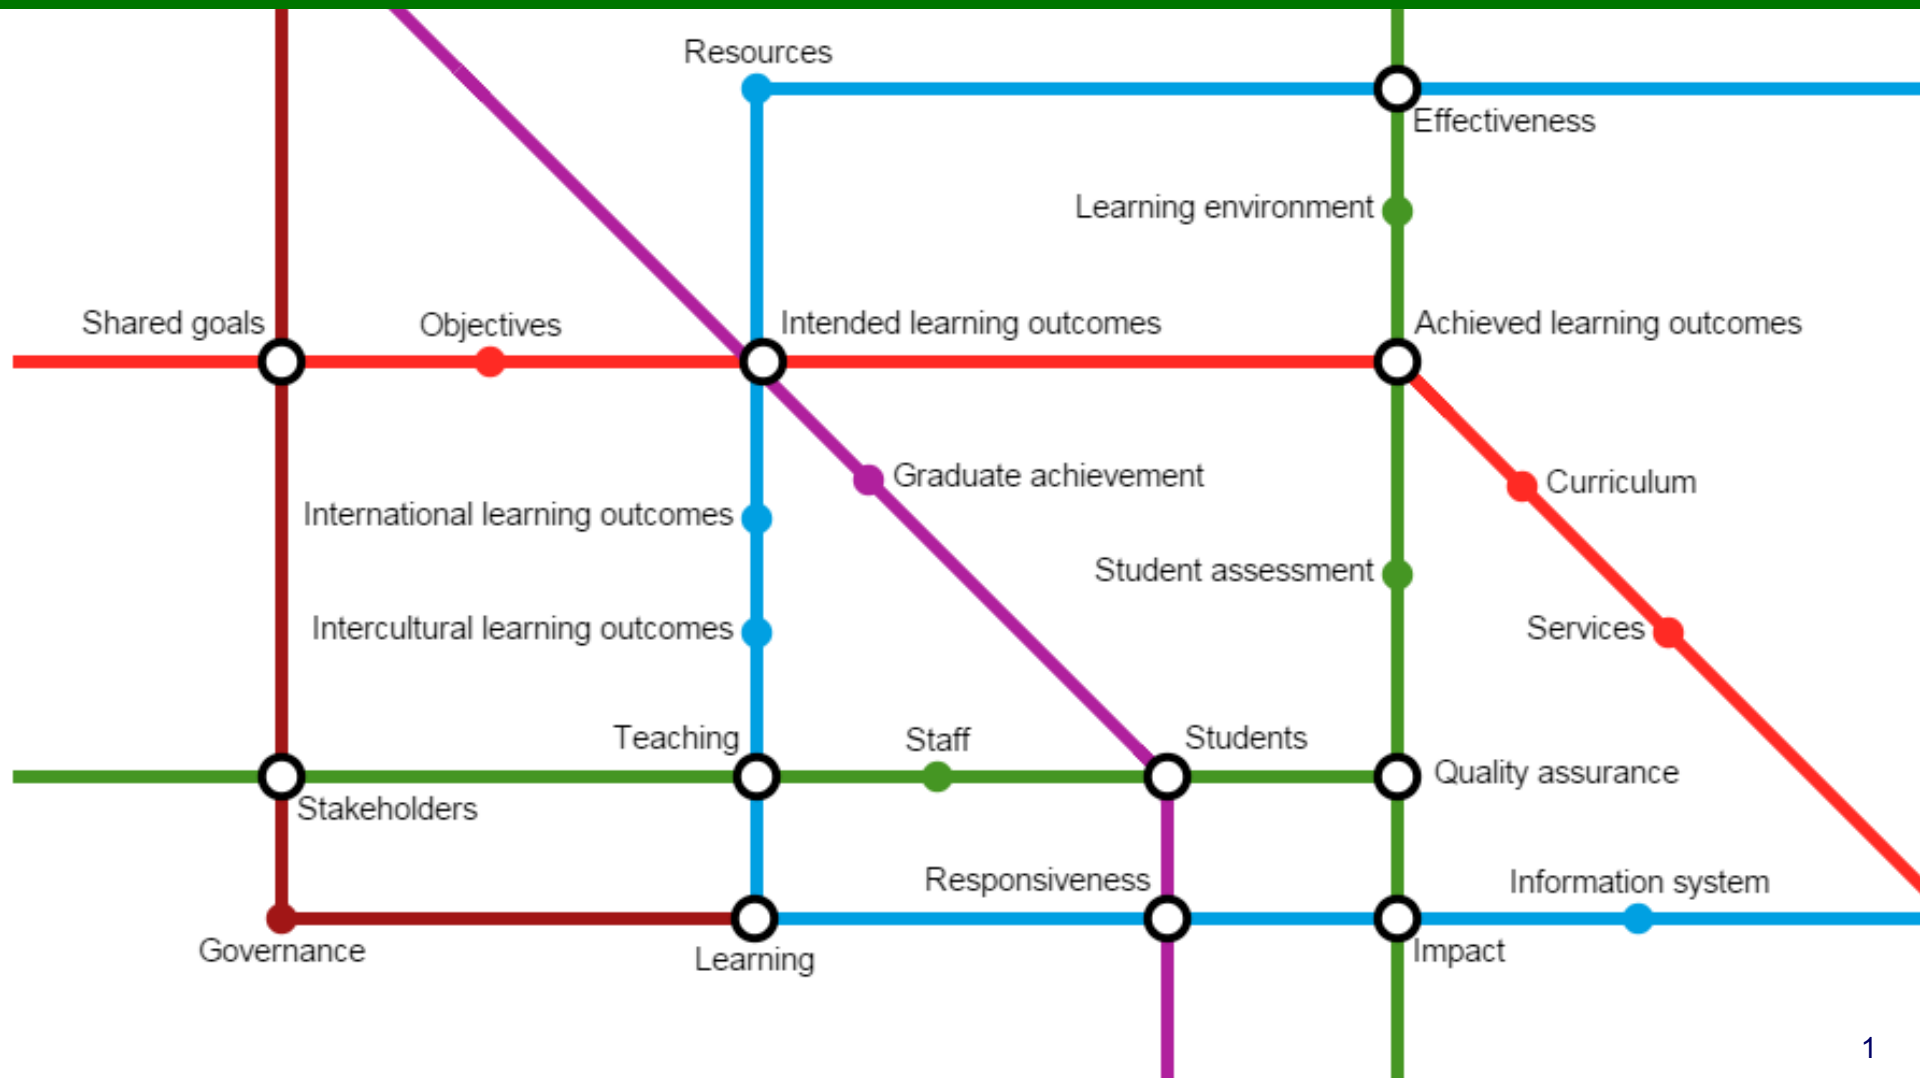 Resources
Effectiveness
Learning environment
Shared goals
Objectives
Intended learning outcomes
Achieved learning outcomes
Graduate achievement
Curriculum
International learning outcomes
Student assessment
Intercultural learning outcomes
Services
Teaching
Staff
Students
Quality assurance
Stakeholders
Responsiveness
Information system
Governance
Learning
Impact
1